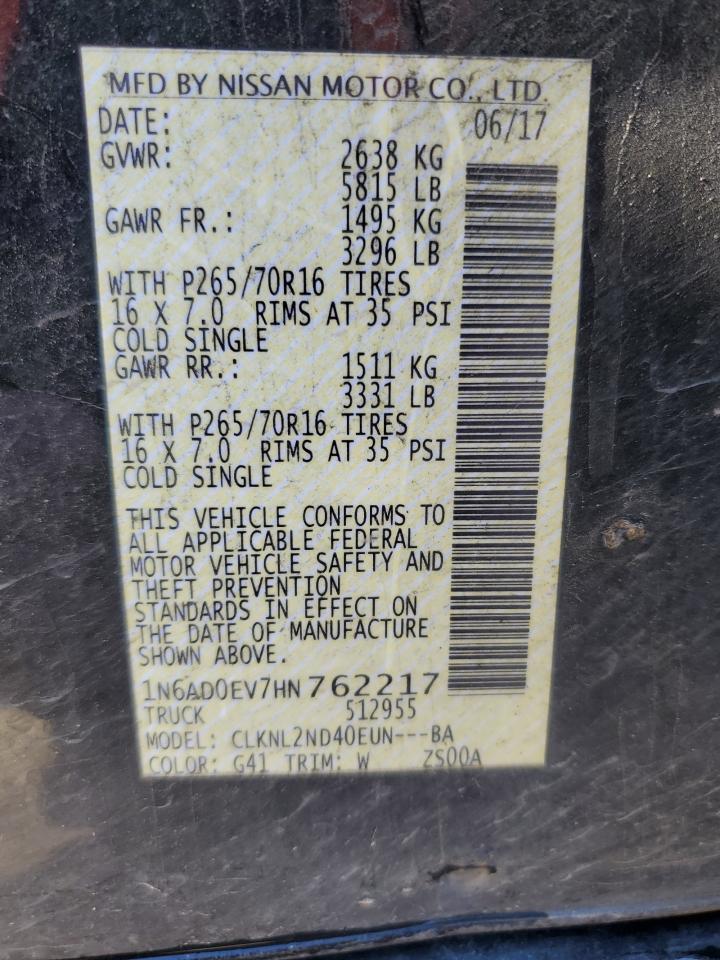 MFD BY NISSAN MOTOR CO., LTD.
DATE: 06/17
GVWR: 2638 KG
5815 LB
GAWR FR.: 1495 KG
3296 LB
WITH P265/70R16 TIRES
16 X 7.0 RIMS AT 35 PSI
COLD SINGLE
GAWR RR.: 1511 KG
3331 LB
WITH P265/70R16 TIRES
16 X 7.0 RIMS AT 35 PSI
COLD SINGLE
THIS VEHICLE CONFORMS TO
ALL APPLICABLE FEDERAL
MOTOR VEHICLE SAFETY AND
THEFT PREVENTION
STANDARDS IN EFFECT ON
THE DATE OF MANUFACTURE
SHOWN ABOVE.
1N6AD0EV7HN762217
TRUCK 512955
MODEL: CLKNL2ND40EUN---BA
COLOR: G41 TRIM: W ZS00A